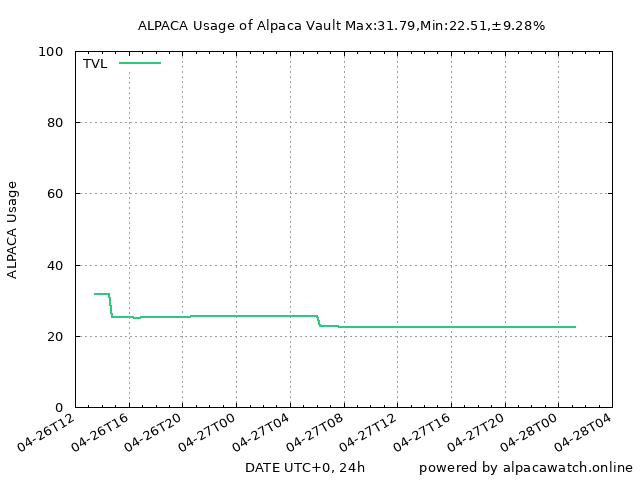 ALPACA Usage of Alpaca Vault Max:31.79,Min:22.51,±9.28%
100
TVL
80
60
40
20
0
ALPACA Usage
04-26T12
04-26T16
04-26T20
04-27T00
04-27T04
04-27T08
04-27T12
04-27T16
04-27T20
04-28T00
04-28T04
DATE UTC+0, 24h
powered by alpacawatch.online